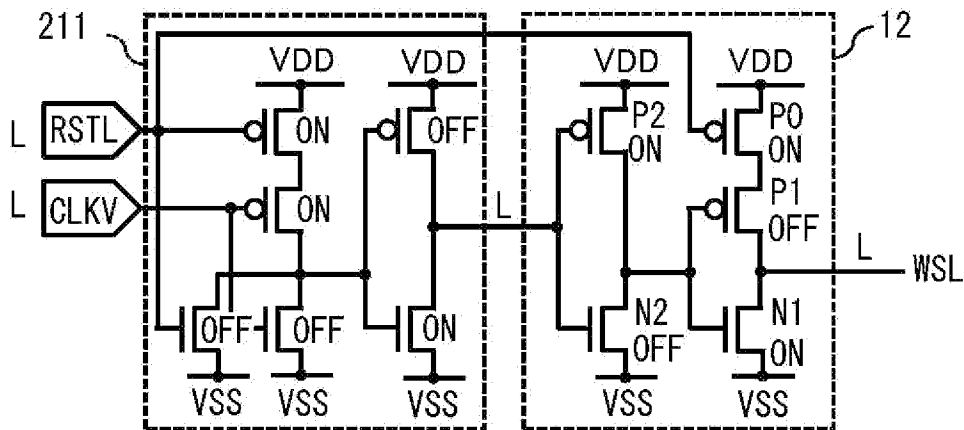 211
12
VDD
VDD
VDD
VDD
L
RSTL
ON
OFF
P2
ON
P0
ON
L
CLKV
ON
L
P1
OFF
L
WSL
OFF
OFF
ON
N2
OFF
N1
ON
VSS
VSS
VSS
VSS
VSS